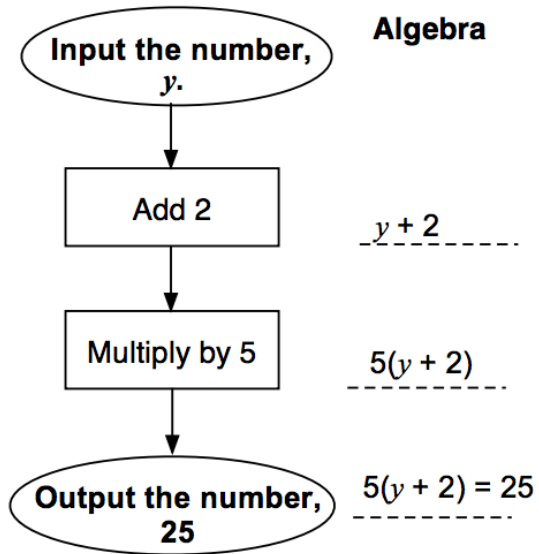 Input the number,
y.
Algebra
Add 2
y + 2
Multiply by 5
5(y + 2)
Output the number,
25
5(y + 2) = 25